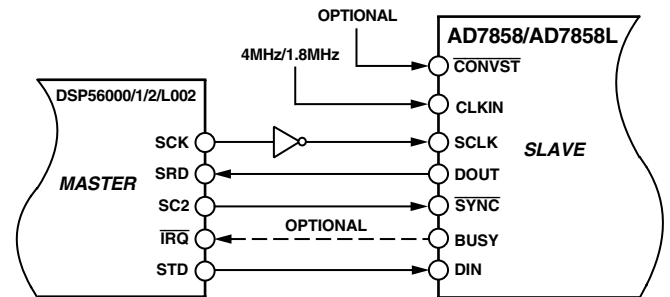 OPTIONAL
AD7858/AD7858L
4MHz/1.8MHz
CONVST
DSP56000/1/2/L002
CLKIN
SCK
SCLK
SLAVE
SRD
DOUT
MASTER
SC2
SYNC
OPTIONAL
IRQ
BUSY
STD
DIN